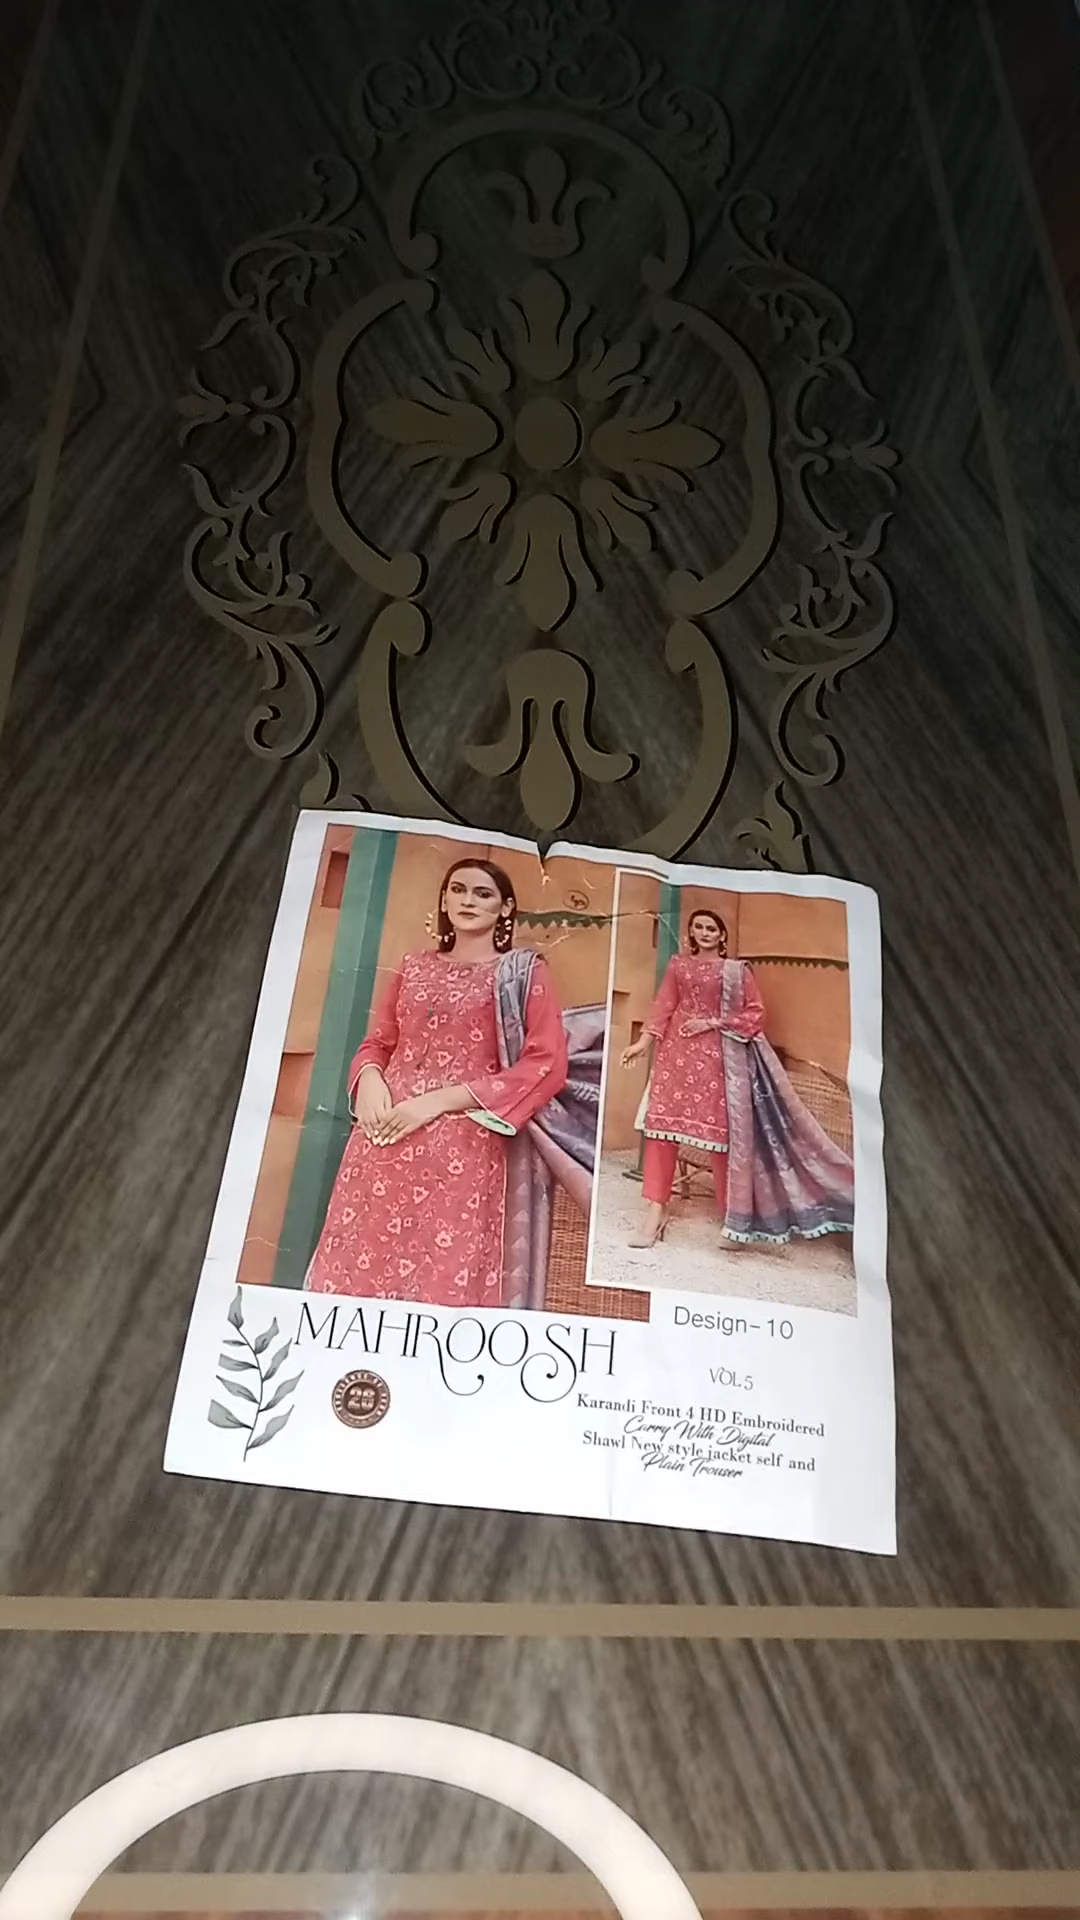 MAHROOSH
Design-10
VOL 5
Karandi Front 4 HD Embroidered
Carry With Digital
Shawl New style jacket self and
Plain Trouser